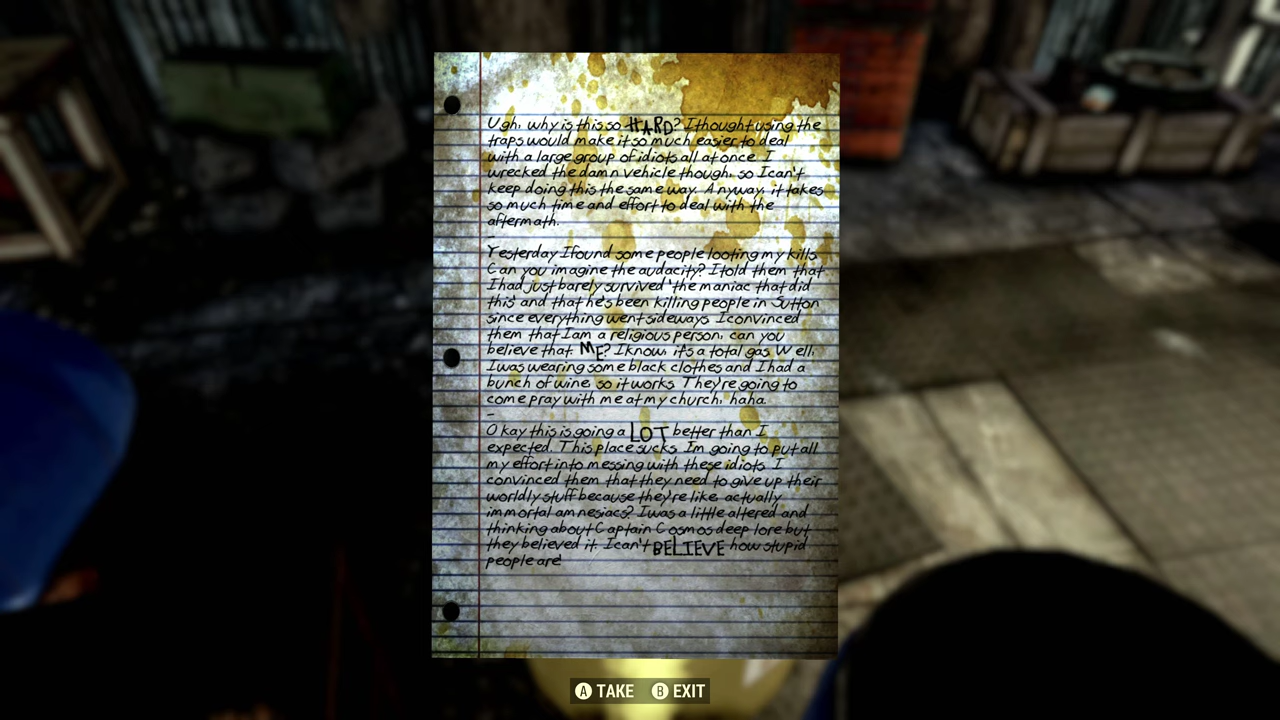 Ugh, why is this so HARD? I thought using the
traps would make it so much easier to deal
with a large group of idiots all at once. I
wrecked the damn vehicle though, so I can't
keep doing this the same way. Anyway, it takes
so much time and effort to deal with the
aftermath.
-
Yesterday I found some people looting my kills.
Can you imagine the audacity? I told them that
I had just barely survived 'the maniac that did
this' and that he's been killing people in Sutton
since everything went sideways. I convinced
them that I am a religious person, can you
believe that. ME? I know, it's a total gas. Well,
I was wearing some black clothes and I had a
bunch of wine so it works. They're going to
come pray with me at my church, haha.
-
Okay this is going a LOT better than I
expected. This place sucks. Im going to put all
my effort into messing with these idiots. I
convinced them that they need to give up their
worldly stuff because they're like, actually
immortal amnesiacs? I was a little altered and
thinking about Captain Cosmos deep lore but
they believed it. I can't BELIEVE how stupid
people are!
A TAKE B EXIT